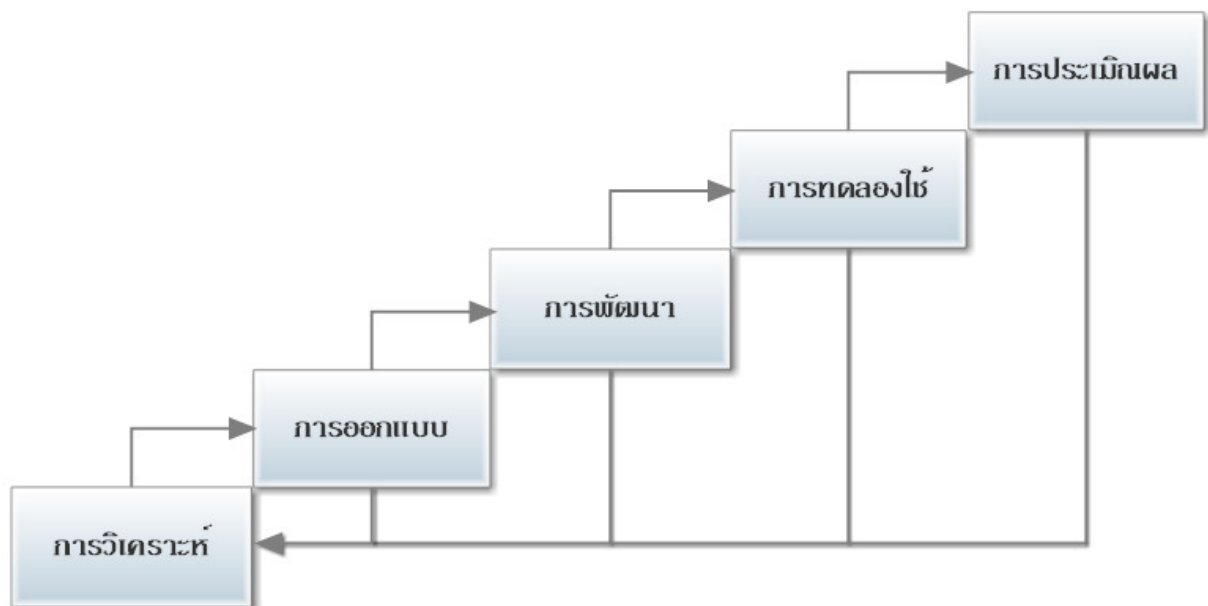 การประเมิณผล
การทดลองใช้
การพัฒนา
การออกแบบ
การวิเคราะห์